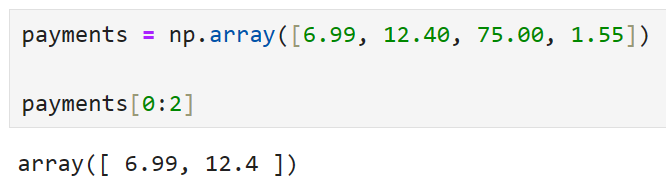 payments = np.array([6.99, 12.40, 75.00, 1.55])
payments[0:2]
array([ 6.99, 12.4 ])